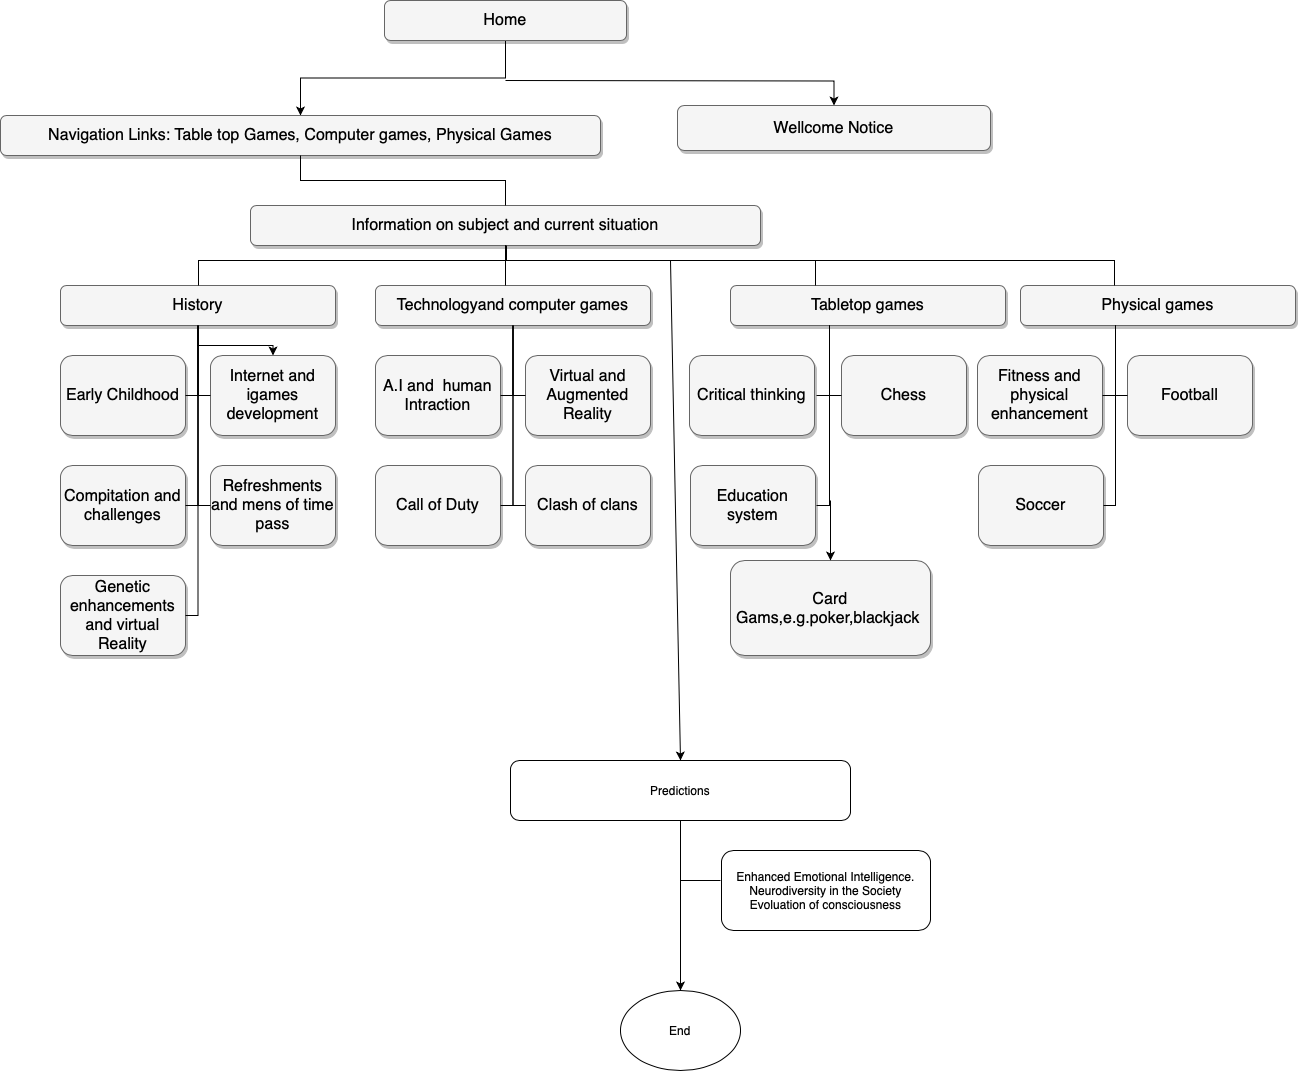 Home
Navigation Links: Table top Games, Computer games, Physical Games
Wellcome Notice
Information on subject and current situation
History
Technologyand computer games
Tabletop games
Physical games
Early Childhood
Internet and
igames
development
A.I and  human
Intraction
Virtual and
Augmented
Reality
Critical thinking
Chess
Fitness and
physical
enhancement
Football
Compitation and
challenges
Refreshments
and mens of time
pass
Call of Duty
Clash of clans
Education
system
Soccer
Genetic
enhancements
and virtual
Reality
Card
Gams,e.g.poker,blackjack
Predictions
Enhanced Emotional Intelligence.
Neurodiversity in the Society
Evoluation of consciousness
End